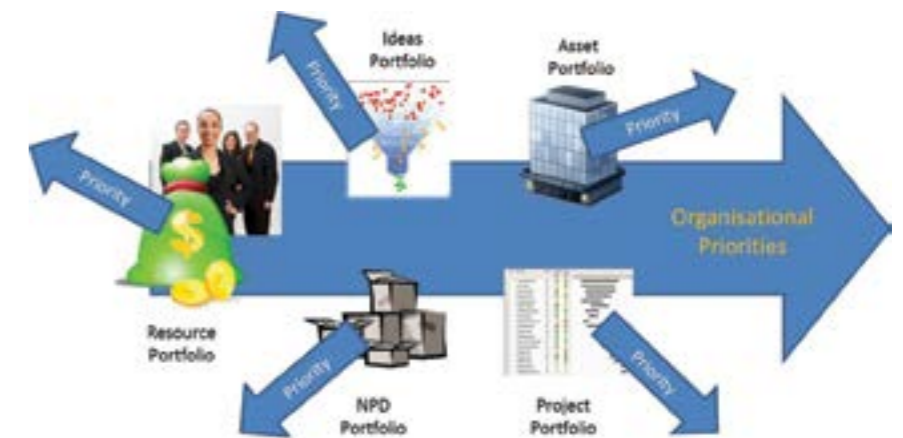 Ideas
Portfolio
Asset
Portfolio
Priority
Priority
Priority
Organisational
Priorities
Resource
Portfolio
Priority
Priority
NPD
Portfolio
Project
Portfolio